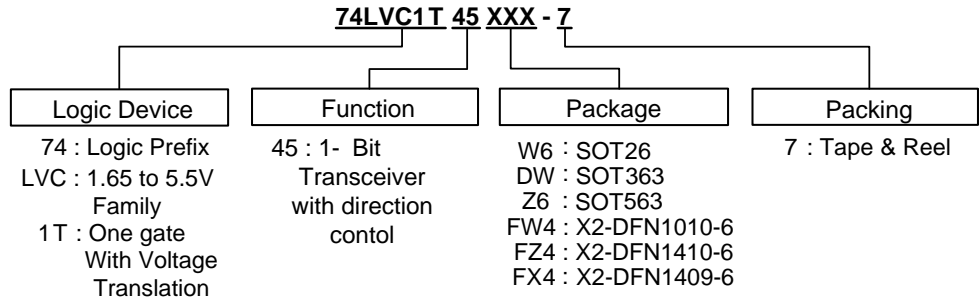 74LVC1T 45 XXX - 7
Logic Device
74 : Logic Prefix
LVC : 1.65 to 5.5V
Family
1T : One gate
With Voltage
Translation
Function
45 : 1- Bit
Transceiver
with direction
contol
Package
W6 : SOT26
DW : SOT363
Z6 : SOT563
FW4 : X2-DFN1010-6
FZ4 : X2-DFN1410-6
FX4 : X2-DFN1409-6
Packing
7 : Tape & Reel